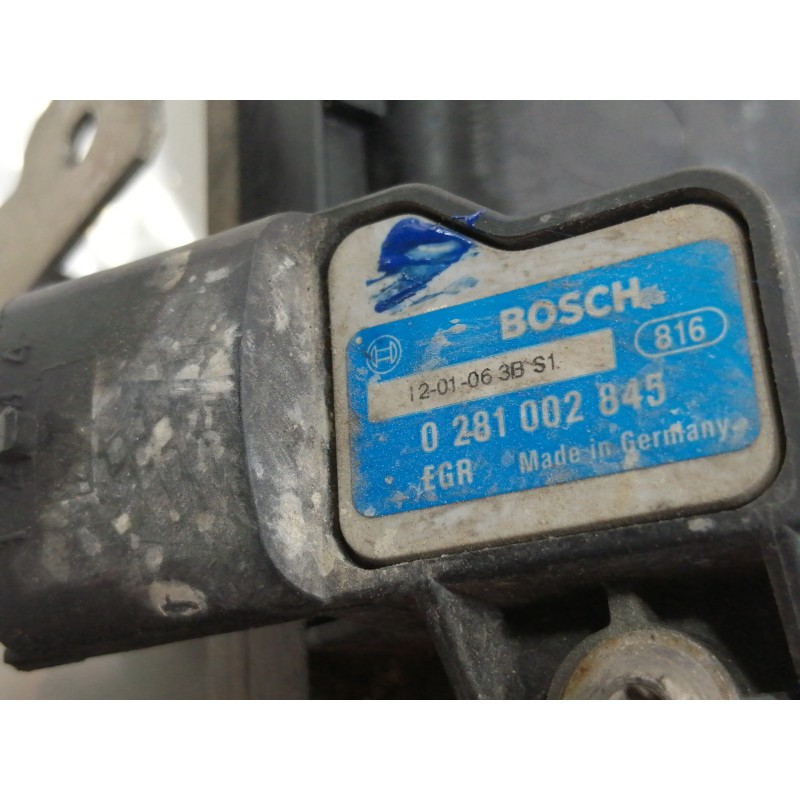 BOSCH
816
12-01-06 3B S1.
0 281 002 845
EGR Made in Germany